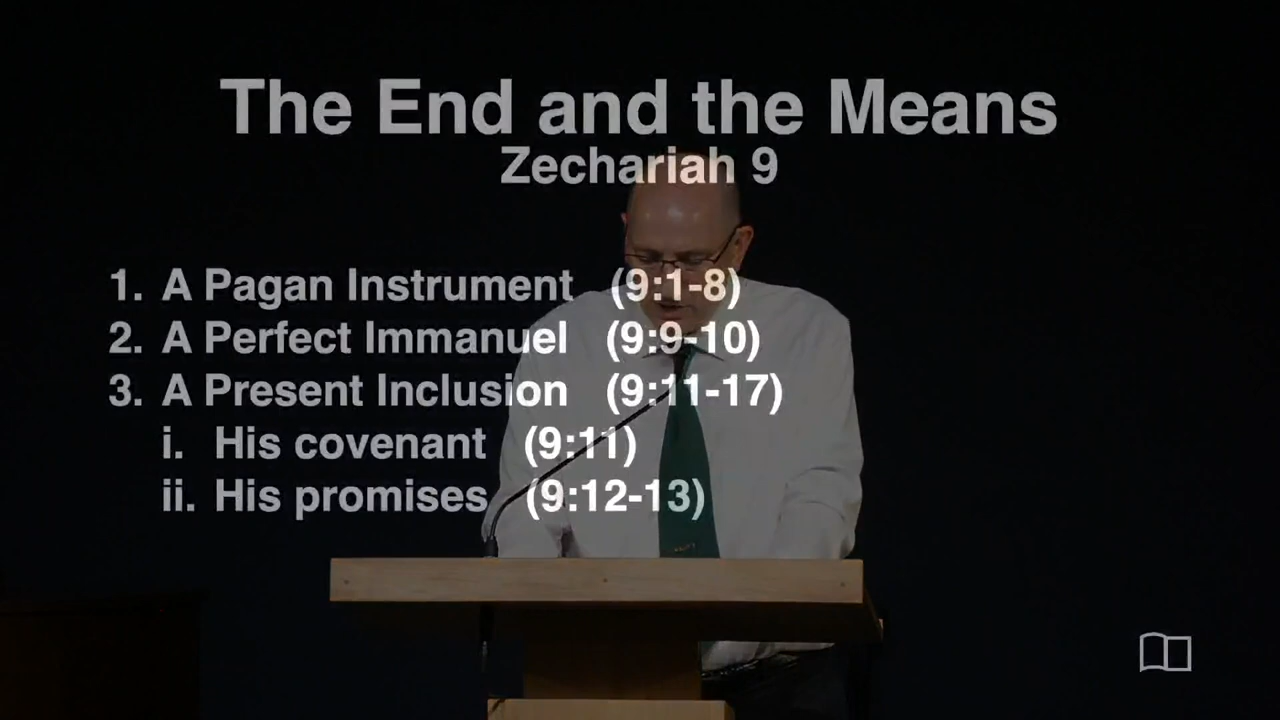 The End and the Means
Zechariah 9
1. A Pagan Instrument (9:1-8)
2. A Perfect Immanuel (9:9-10)
3. A Present Inclusion (9:11-17)
i. His covenant (9:11)
ii. His promises (9:12-13)